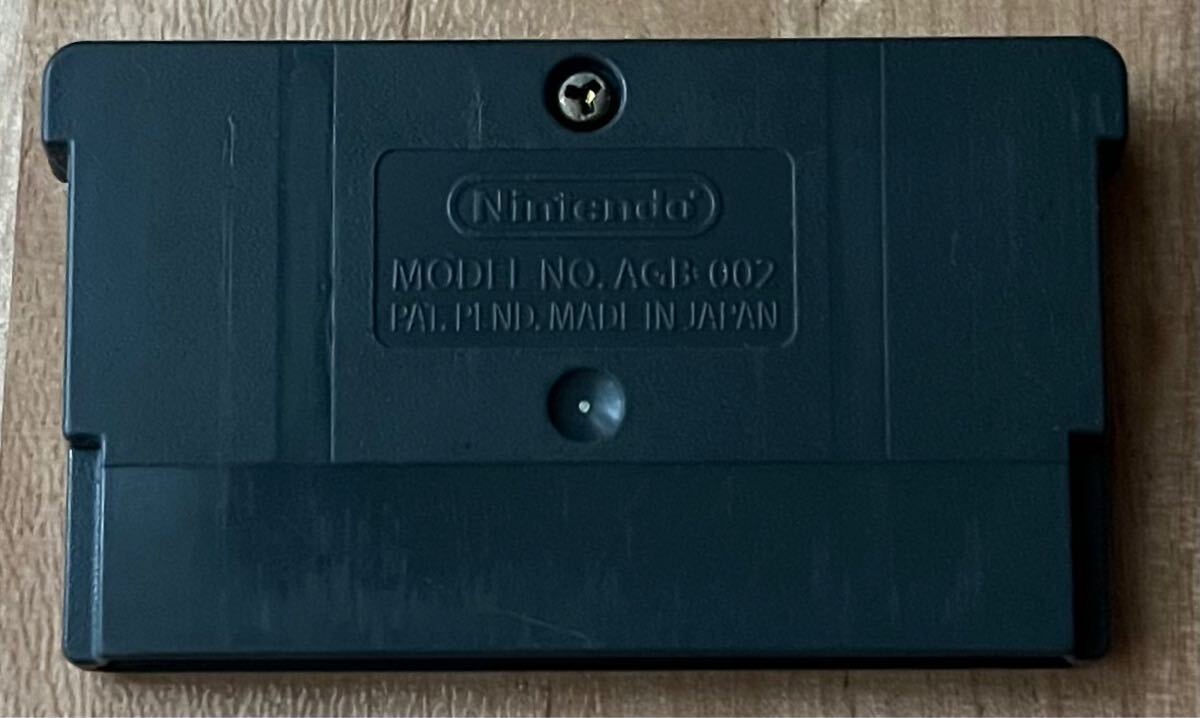 Nintendo
MODEL NO. AGB-002
PAT. PEND. MADE IN JAPAN